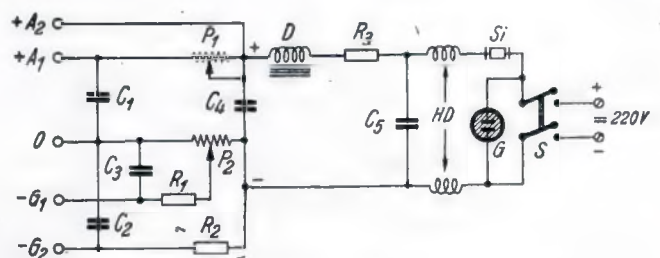 +A2
+A1
P1
+
D
R3
Si
C1
C4
C5
HD
G
S
+
= 220V
−
0
C3
P2
−G1
R1
−
C2
~
R2
−G2
−